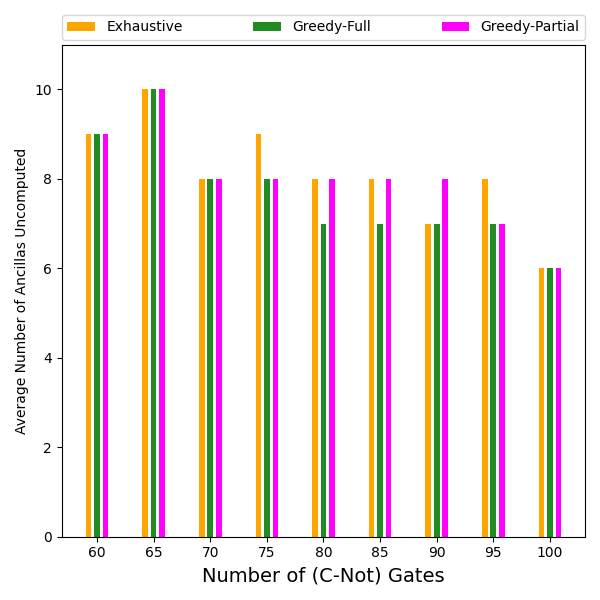 Exhaustive Greedy-Full Greedy-Partial
Average Number of Ancillas Uncomputed
10
8
6
4
2
0
60 65 70 75 80 85 90 95 100
Number of (C-Not) Gates